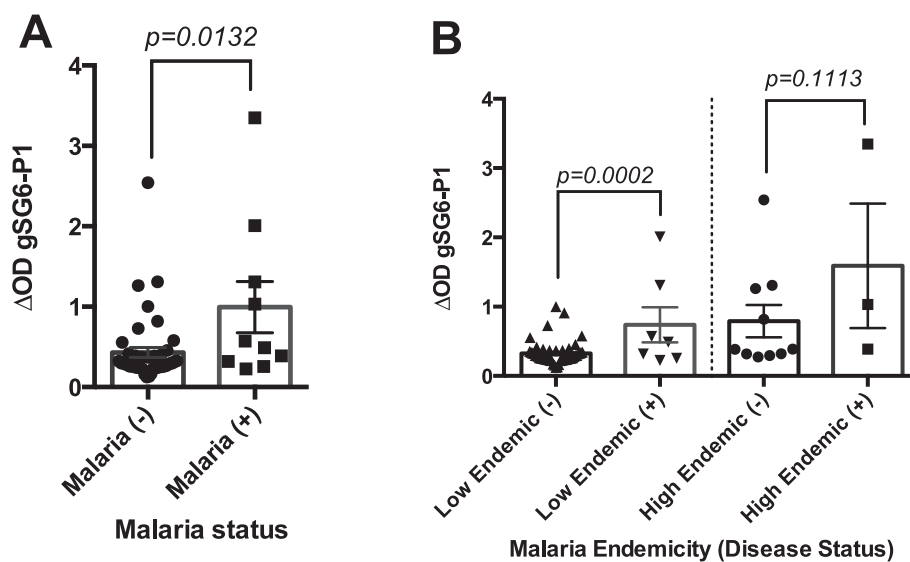 A
p=0.0132
4
3
2
1
0
ΔOD gSG6-P1
Malaria (-)
Malaria (+)
Malaria status
B
p=0.1113
p=0.0002
4
3
2
1
0
ΔOD gSG6-P1
Low Endemic (-)
Low Endemic (+)
High Endemic (-)
High Endemic (+)
Malaria Endemicity (Disease Status)